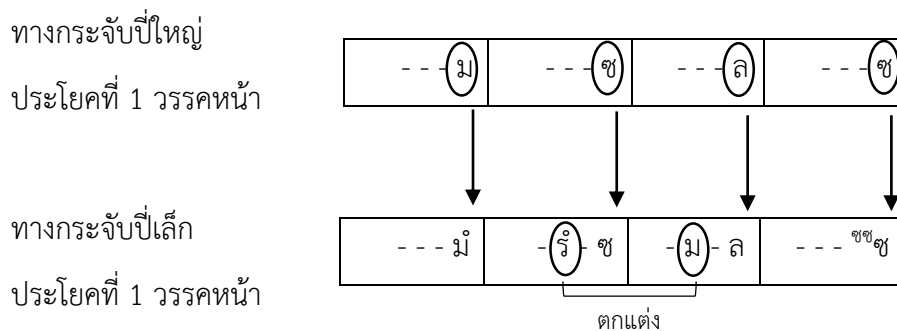 ทางกระจับปี่ใหญ่
- - - ม - - - ซ - - - ล - - - ซ
ประโยคที่ 1 วรรคหน้า
ทางกระจับปี่เล็ก
- - - มํ - รํ - ซ - ม - ล - - - ซซซ
ประโยคที่ 1 วรรคหน้า
ตกแต่ง